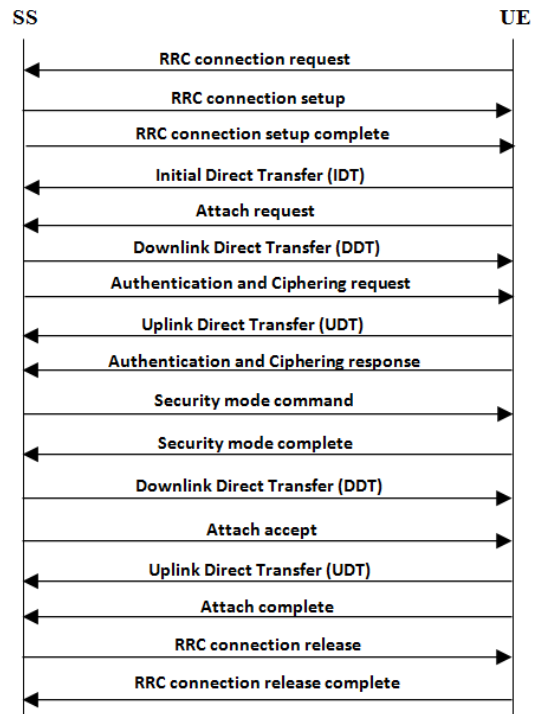 SS UE
RRC connection request
RRC connection setup
RRC connection setup complete
Initial Direct Transfer (IDT)
Attach request
Downlink Direct Transfer (DDT)
Authentication and Ciphering request
Uplink Direct Transfer (UDT)
Authentication and Ciphering response
Security mode command
Security mode complete
Downlink Direct Transfer (DDT)
Attach accept
Uplink Direct Transfer (UDT)
Attach complete
RRC connection release
RRC connection release complete